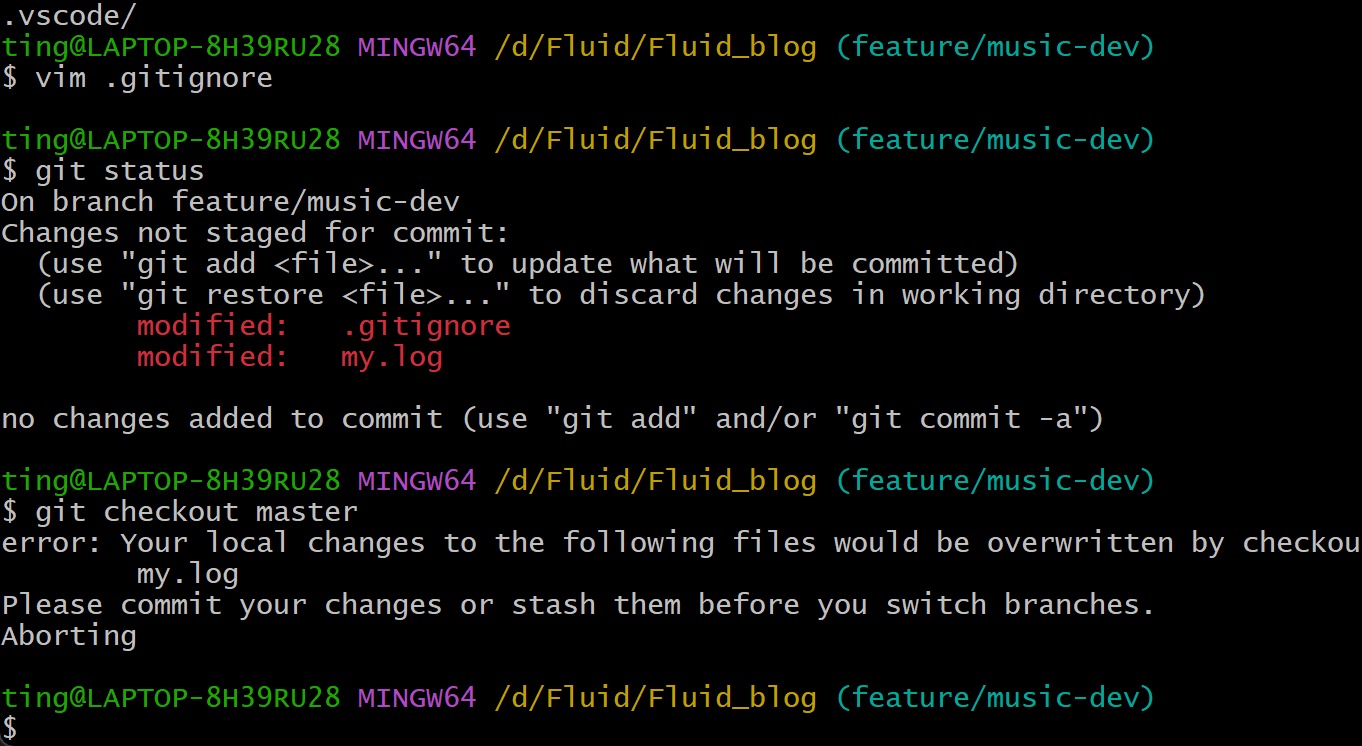 .vscode/
ting@LAPTOP-8H39RU28 MINGW64 /d/Fluid/Fluid_blog (feature/music-dev)
$ vim .gitignore
ting@LAPTOP-8H39RU28 MINGW64 /d/Fluid/Fluid_blog (feature/music-dev)
$ git status
On branch feature/music-dev
Changes not staged for commit:
  (use "git add <file>..." to update what will be committed)
  (use "git restore <file>..." to discard changes in working directory)
        modified:   .gitignore
        modified:   my.log
no changes added to commit (use "git add" and/or "git commit -a")
ting@LAPTOP-8H39RU28 MINGW64 /d/Fluid/Fluid_blog (feature/music-dev)
$ git checkout master
error: Your local changes to the following files would be overwritten by checkou
        my.log
Please commit your changes or stash them before you switch branches.
Aborting
ting@LAPTOP-8H39RU28 MINGW64 /d/Fluid/Fluid_blog (feature/music-dev)
$